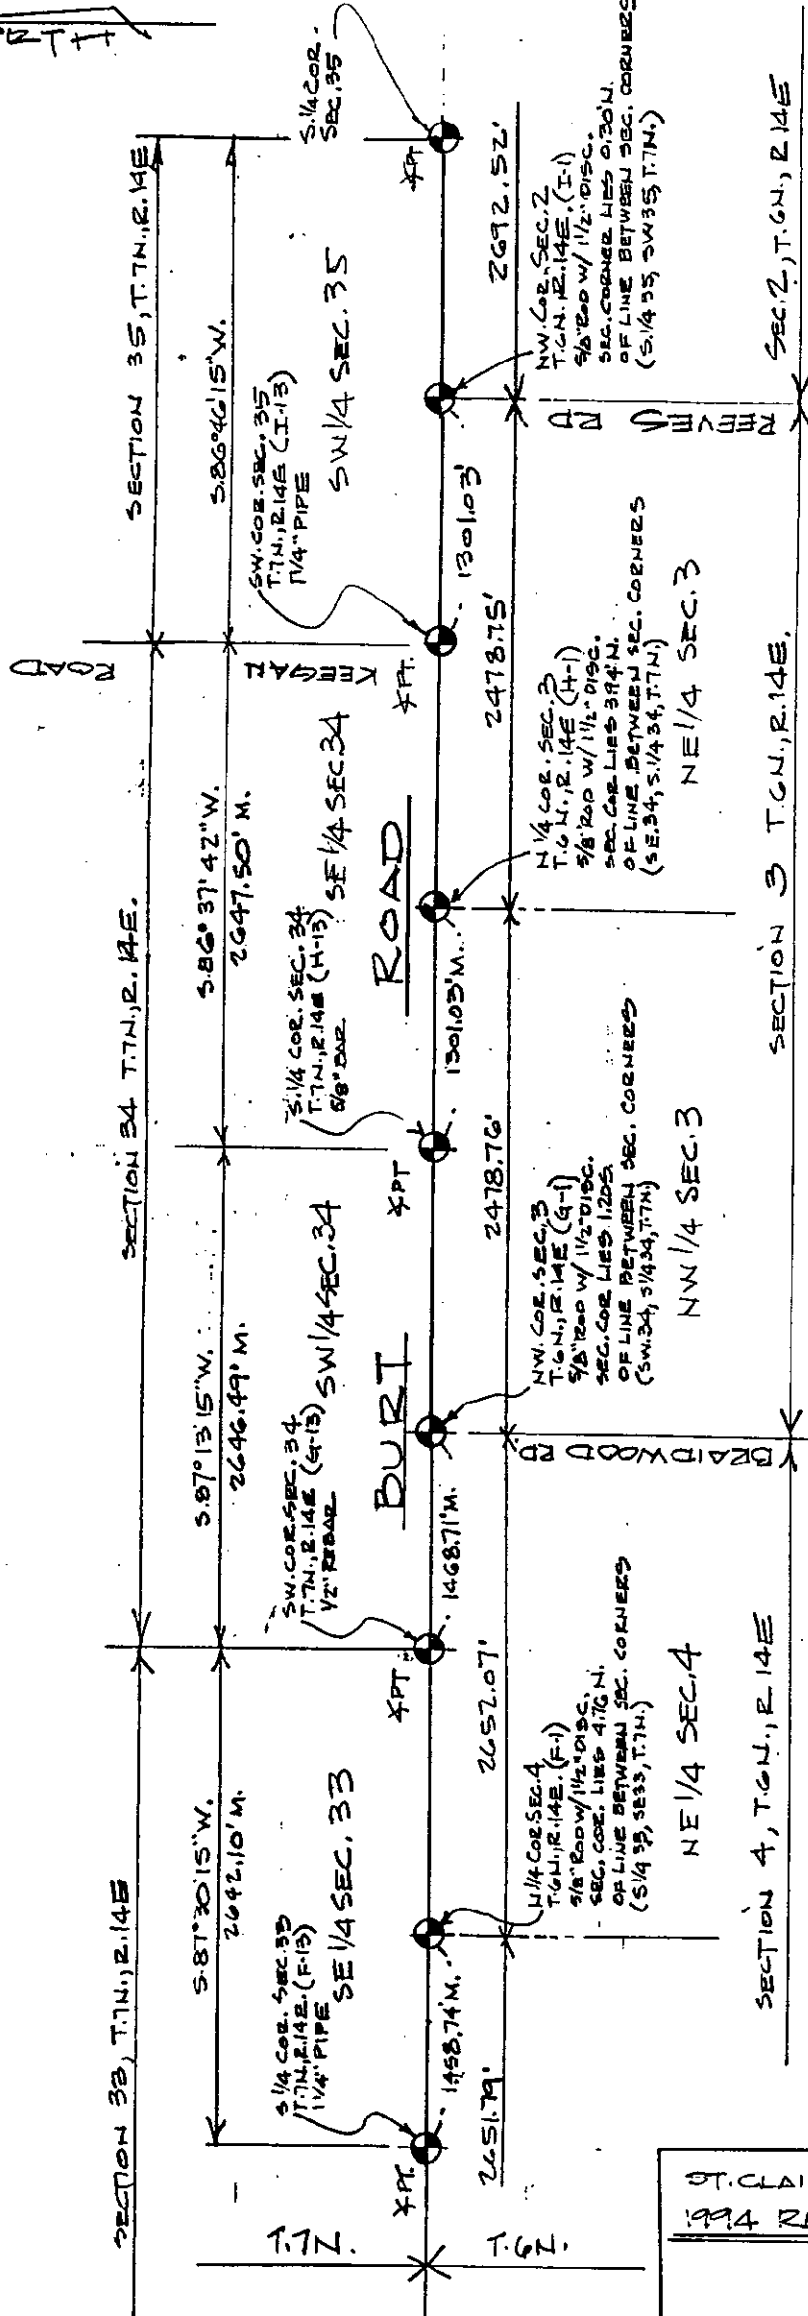 SECTION 33, T.7N., R.14E
SECTION 34 T.7N., R.14E.
SECTION 35, T.7N., R.14E
S.87°30'15"W.
2642.10' M.
S.87°13'15"W.
2646.49' M.
S.86°37'42"W.
2647.50' M.
S.86°46'15"W.
KEEGAN ROAD
S 1/4 COR. SEC. 33
T.7N., R.14E. (F-13)
1 1/4" PIPE
SE 1/4 SEC. 33
SW. COR. SEC. 34
T.7N., R.14E (G-13)
1/2" REBAR
SW 1/4 SEC. 34
S. 1/4 COR. SEC. 34
T.7N., R.14E (H-13)
5/8" BAR
SE 1/4 SEC. 34
SW. COR. SEC. 35
T.7N., R.14E (I-13)
1 1/4" PIPE
SW 1/4 SEC. 35
S. 1/4 COR.
SEC. 35
BURT ROAD
T.7N.
T.6N.
1458.74'M.
1468.71'M.
1301.03'M.
1301.03'
2651.79'
2652.07'
2478.76'
2478.75'
2692.52'
N 1/4 COR. SEC. 4
T.6N., R.14E. (F-1)
5/8" ROD W/ 1 1/2" DISC.
SEC. COR. LIES 4.76 N.
OF LINE BETWEEN SEC. CORNERS
(S 1/4 33, SE33, T.7N.)
NE 1/4 SEC. 4
BRAIDWOOD RD
NW. COR. SEC. 3
T.6N., R.14E (G-1)
5/8" ROD W/ 1 1/2" DISC.
SEC. COR LIES 1.20S.
OF LINE BETWEEN SEC. CORNERS
(SW.34, S 1/4 34, T.7N)
NW 1/4 SEC. 3
N 1/4 COR. SEC. 3
T.6N., R.14E (H-1)
5/8" ROD W/ 1 1/2" DISC.
SEC. COR LIES 3.94'N.
OF LINE BETWEEN SEC. CORNERS
(SE.34, S.1/4 34, T.7N.)
NE 1/4 SEC. 3
REEVES RD
NW. COR. SEC. 2
T.6N., R.14E. (I-1)
5/8" ROD W/ 1 1/2" DISC.
SEC. CORNER LIES 0.30'N.
OF LINE BETWEEN SEC. CORNERS
(S.1/4 35, SW35, T.7N.)
SECTION 4, T.6N., R.14E
SECTION 3 T.6N., R.14E.
SEC. 2, T.6N., R.14E
ST. CLAI
1994 R